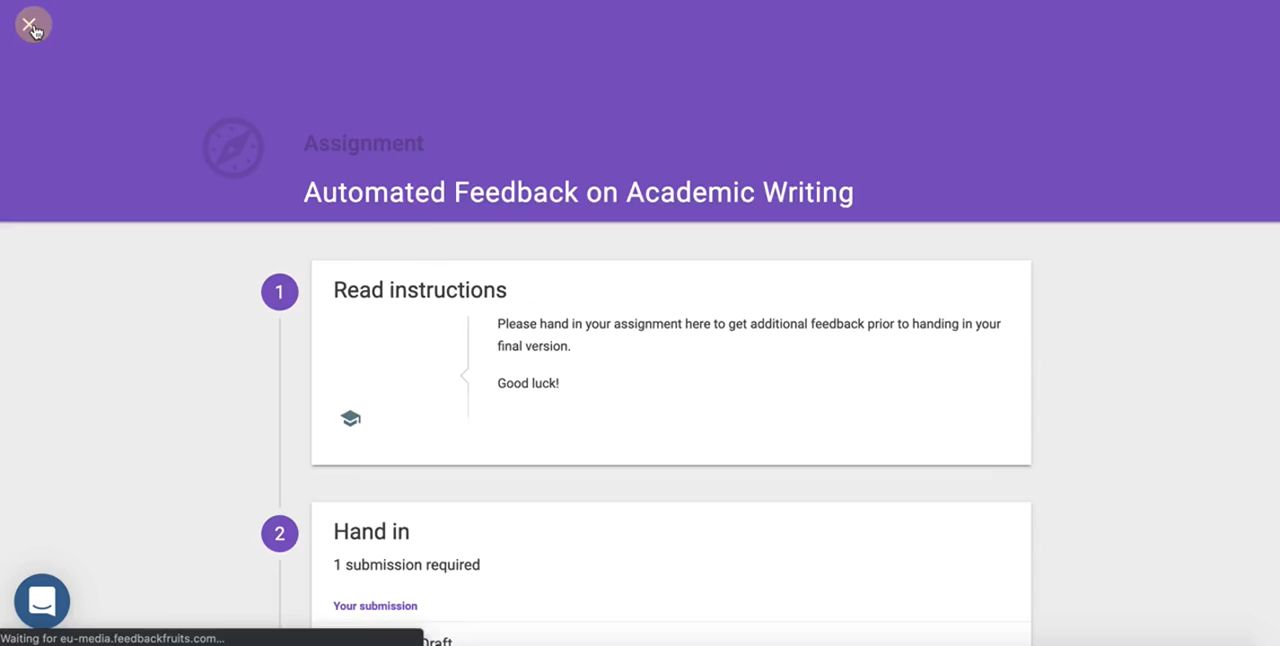 Assignment
Automated Feedback on Academic Writing
1
Read instructions
Please hand in your assignment here to get additional feedback prior to handing in your
final version.
Good luck!
2
Hand in
1 submission required
Your submission
Draft
Waiting for eu-media.feedbackfruits.com...